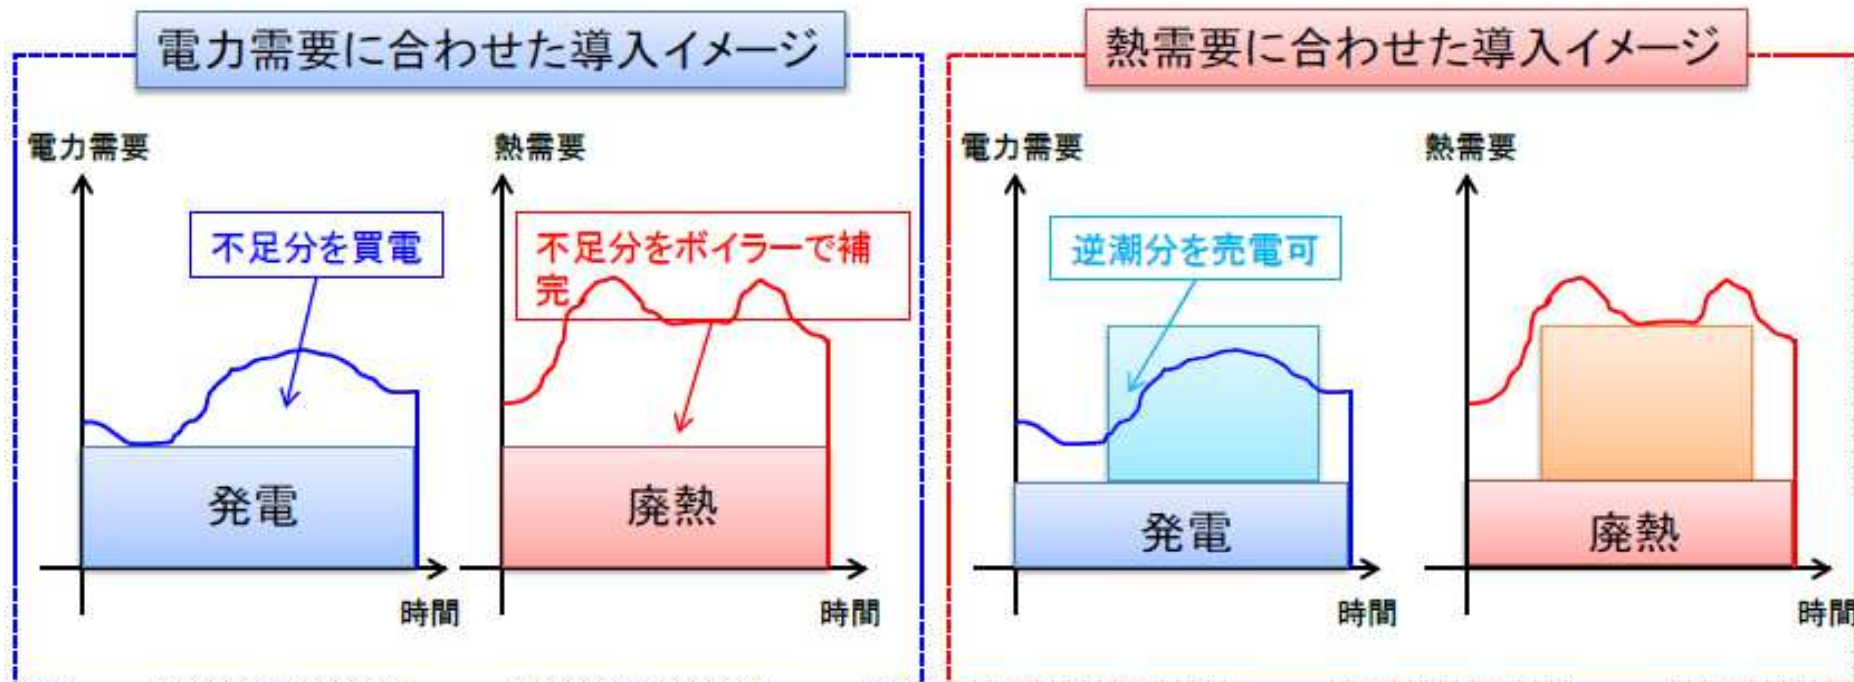 電力需要に合わせた導入イメージ
電力需要
熱需要
不足分を買電
不足分をボイラーで補
完
発電
廃熱
時間
時間
熱需要に合わせた導入イメージ
電力需要
熱需要
逆潮分を売電可
発電
廃熱
時間
時間